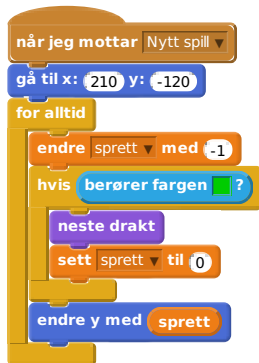 når jeg mottar Nytt spill
gå til x: 210 y: -120
for alltid
endre sprett med -1
hvis berører fargen ?
neste drakt
sett sprett til 0
endre y med sprett